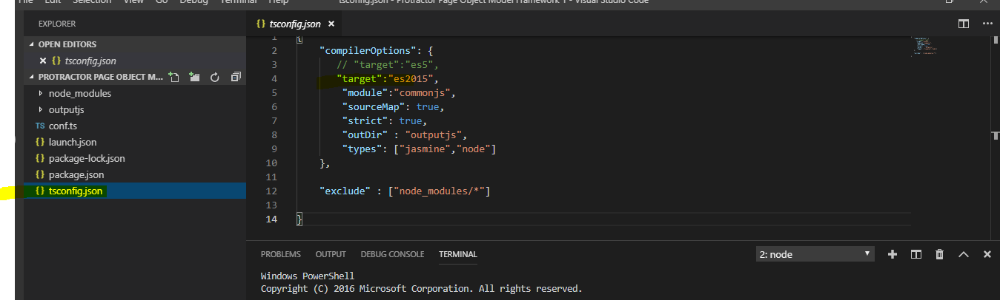 File Edit Selection View Go Debug Terminal Help tsconfig.json - Protractor Page Object Model Framework 1 - Visual Studio Code
EXPLORER
OPEN EDITORS
{} tsconfig.json
PROTRACTOR PAGE OBJECT M...
node_modules
outputjs
TS conf.ts
{} launch.json
{} package-lock.json
{} package.json
{} tsconfig.json
{} tsconfig.json
1 {
2 "compilerOptions": {
3 // "target":"es5",
4 "target":"es2015",
5 "module":"commonjs",
6 "sourceMap": true,
7 "strict": true,
8 "outDir" : "outputjs",
9 "types": ["jasmine","node"]
10 },
11
12 "exclude" : ["node_modules/*"]
13
14 }
PROBLEMS OUTPUT DEBUG CONSOLE TERMINAL 2: node
Windows PowerShell
Copyright (C) 2016 Microsoft Corporation. All rights reserved.